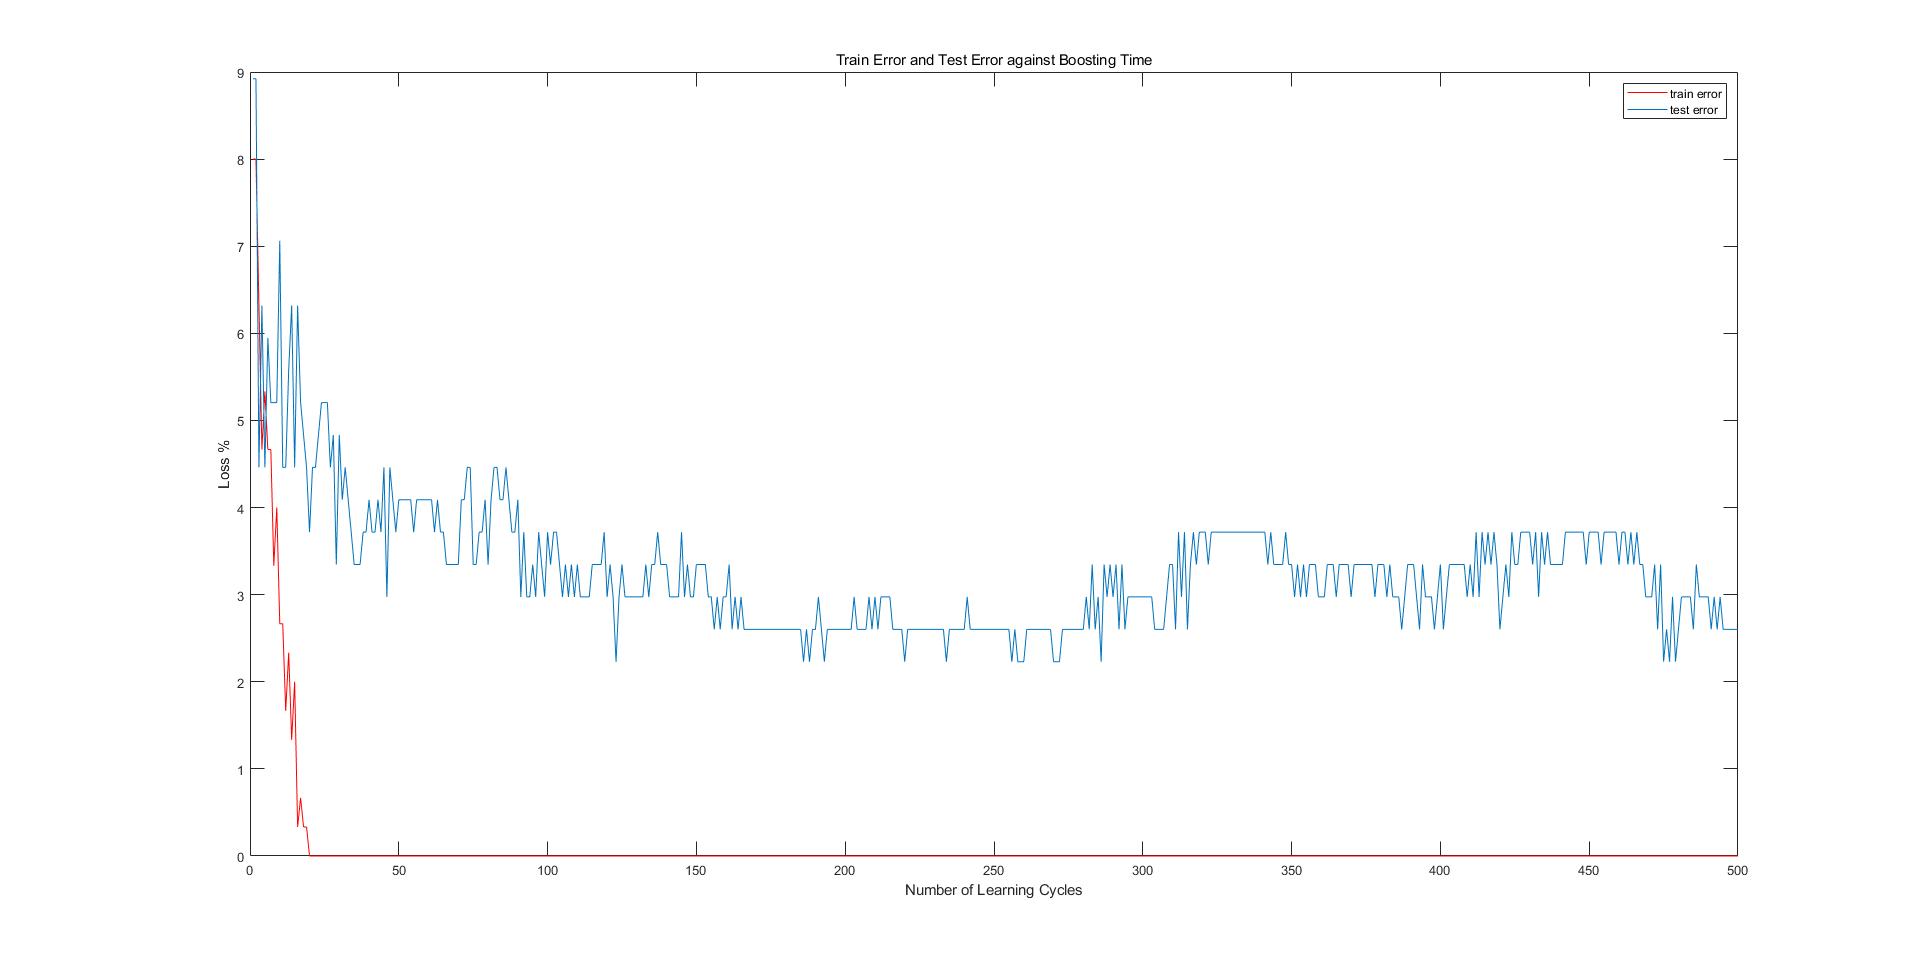 Train Error and Test Error against Boosting Time
9
8
7
6
5
4
3
2
1
0
Loss %
train error
test error
0 50 100 150 200 250 300 350 400 450 500
Number of Learning Cycles